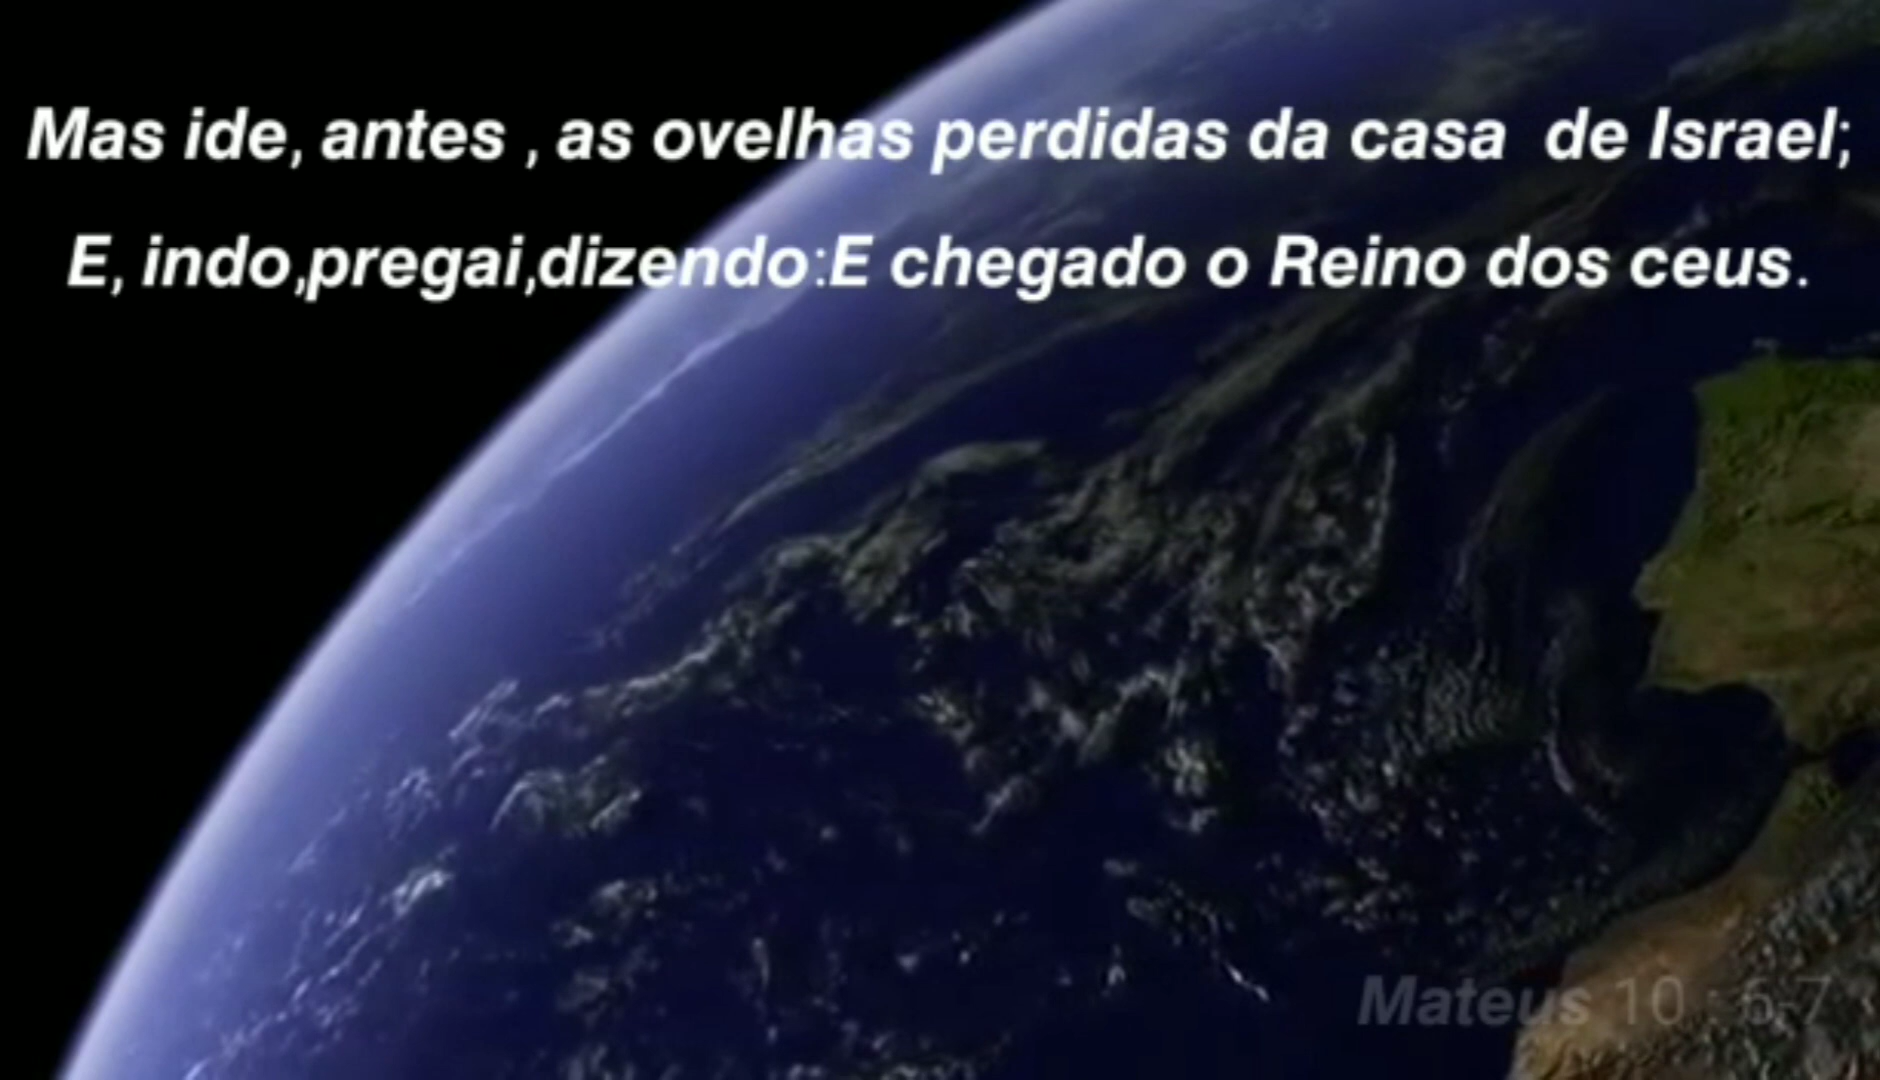 Mas ide, antes , as ovelhas perdidas da casa  de Israel;
E, indo,pregai,dizendo:E chegado o Reino dos ceus.
Mateus 10 : 6-7